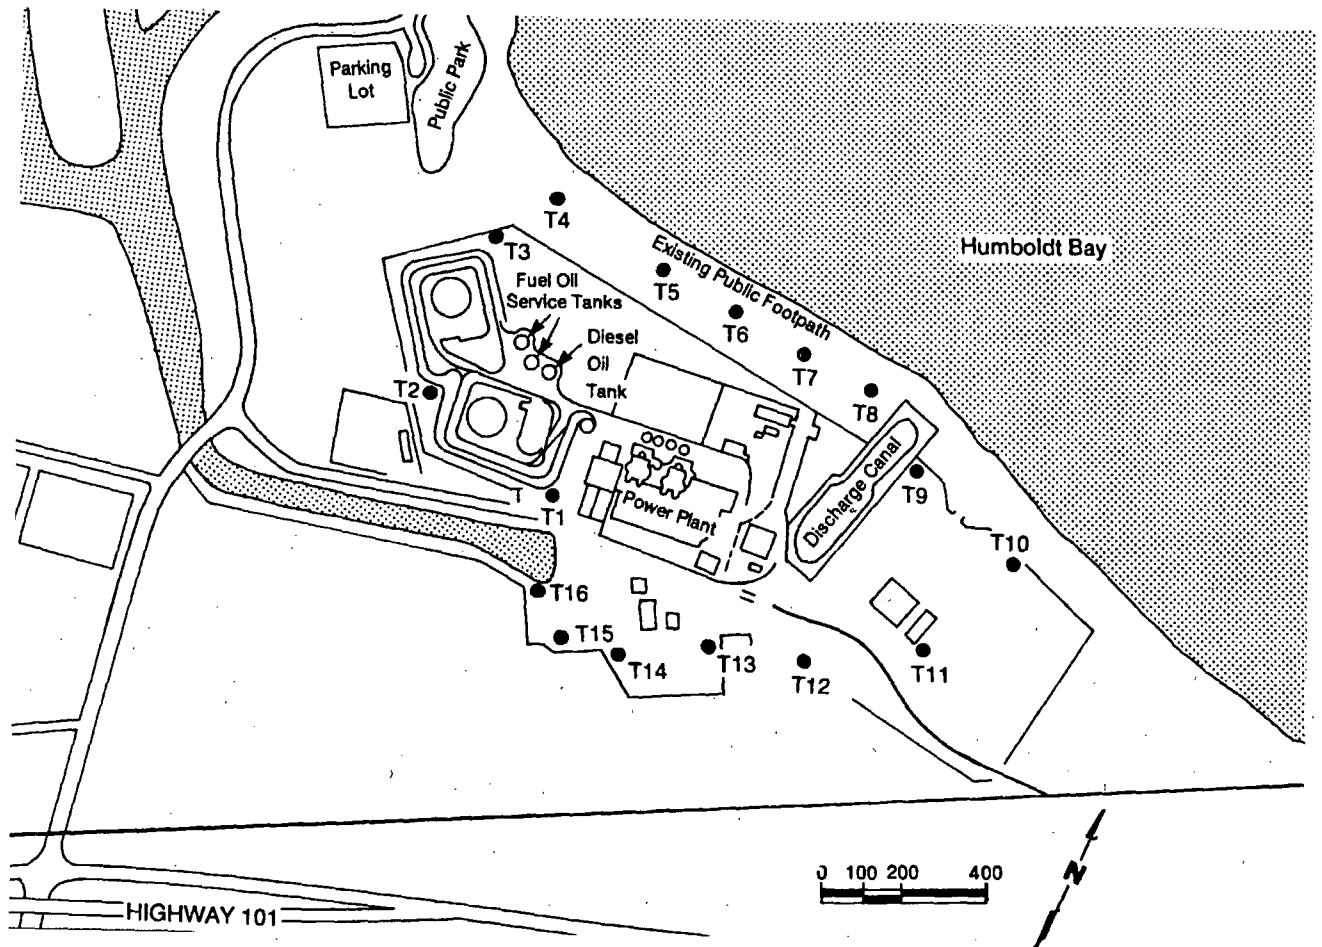 Parking
Lot
Public Park
T4
Humboldt Bay
T3
Existing Public Footpath
T5
Fuel Oil
Service Tanks
T6
Diesel
Oil
Tank
T7
T2
T8
Discharge Canal
T9
T
T1
Power Plant
T10
T16
T15
T14
T13
T12
T11
N
0 100 200 400
HIGHWAY 101